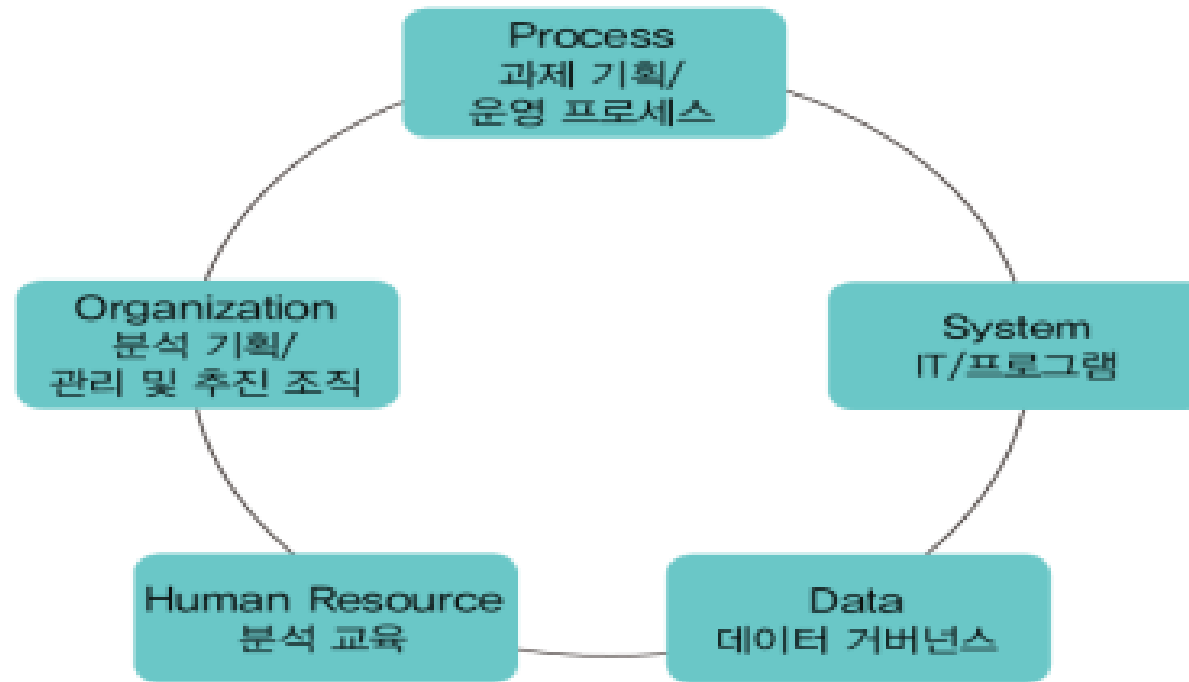 Process
과제 기획/
운영 프로세스
Organization
분석 기획/
관리 및 추진 조직
System
IT/프로그램
Human Resource
분석 교육
Data
데이터 거버넌스